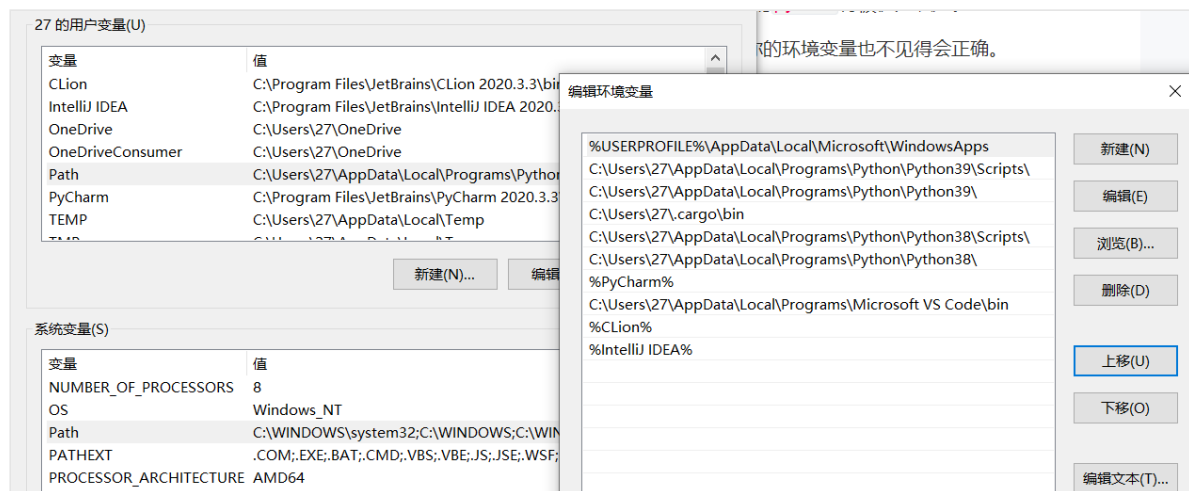 27 的用户变量(U)
变量 值
CLion C:\Program Files\JetBrains\CLion 2020.3.3\bin
IntelliJ IDEA C:\Program Files\JetBrains\IntelliJ IDEA 2020.
OneDrive C:\Users\27\OneDrive
OneDriveConsumer C:\Users\27\OneDrive
Path C:\Users\27\AppData\Local\Programs\Python
PyCharm C:\Program Files\JetBrains\PyCharm 2020.3.3
TEMP C:\Users\27\AppData\Local\Temp
新建(N)... 编辑
系统变量(S)
变量 值
NUMBER_OF_PROCESSORS 8
OS Windows_NT
Path C:\WINDOWS\system32;C:\WINDOWS;C:\WIN
PATHEXT .COM;.EXE;.BAT;.CMD;.VBS;.VBE;.JS;.JSE;.WSF;
PROCESSOR_ARCHITECTURE AMD64
的环境变量也不见得会正确。
编辑环境变量
%USERPROFILE%\AppData\Local\Microsoft\WindowsApps
C:\Users\27\AppData\Local\Programs\Python\Python39\Scripts\
C:\Users\27\AppData\Local\Programs\Python\Python39\
C:\Users\27\.cargo\bin
C:\Users\27\AppData\Local\Programs\Python\Python38\Scripts\
C:\Users\27\AppData\Local\Programs\Python\Python38\
%PyCharm%
C:\Users\27\AppData\Local\Programs\Microsoft VS Code\bin
%CLion%
%IntelliJ IDEA%
新建(N)
编辑(E)
浏览(B)...
删除(D)
上移(U)
下移(O)
编辑文本(T)...